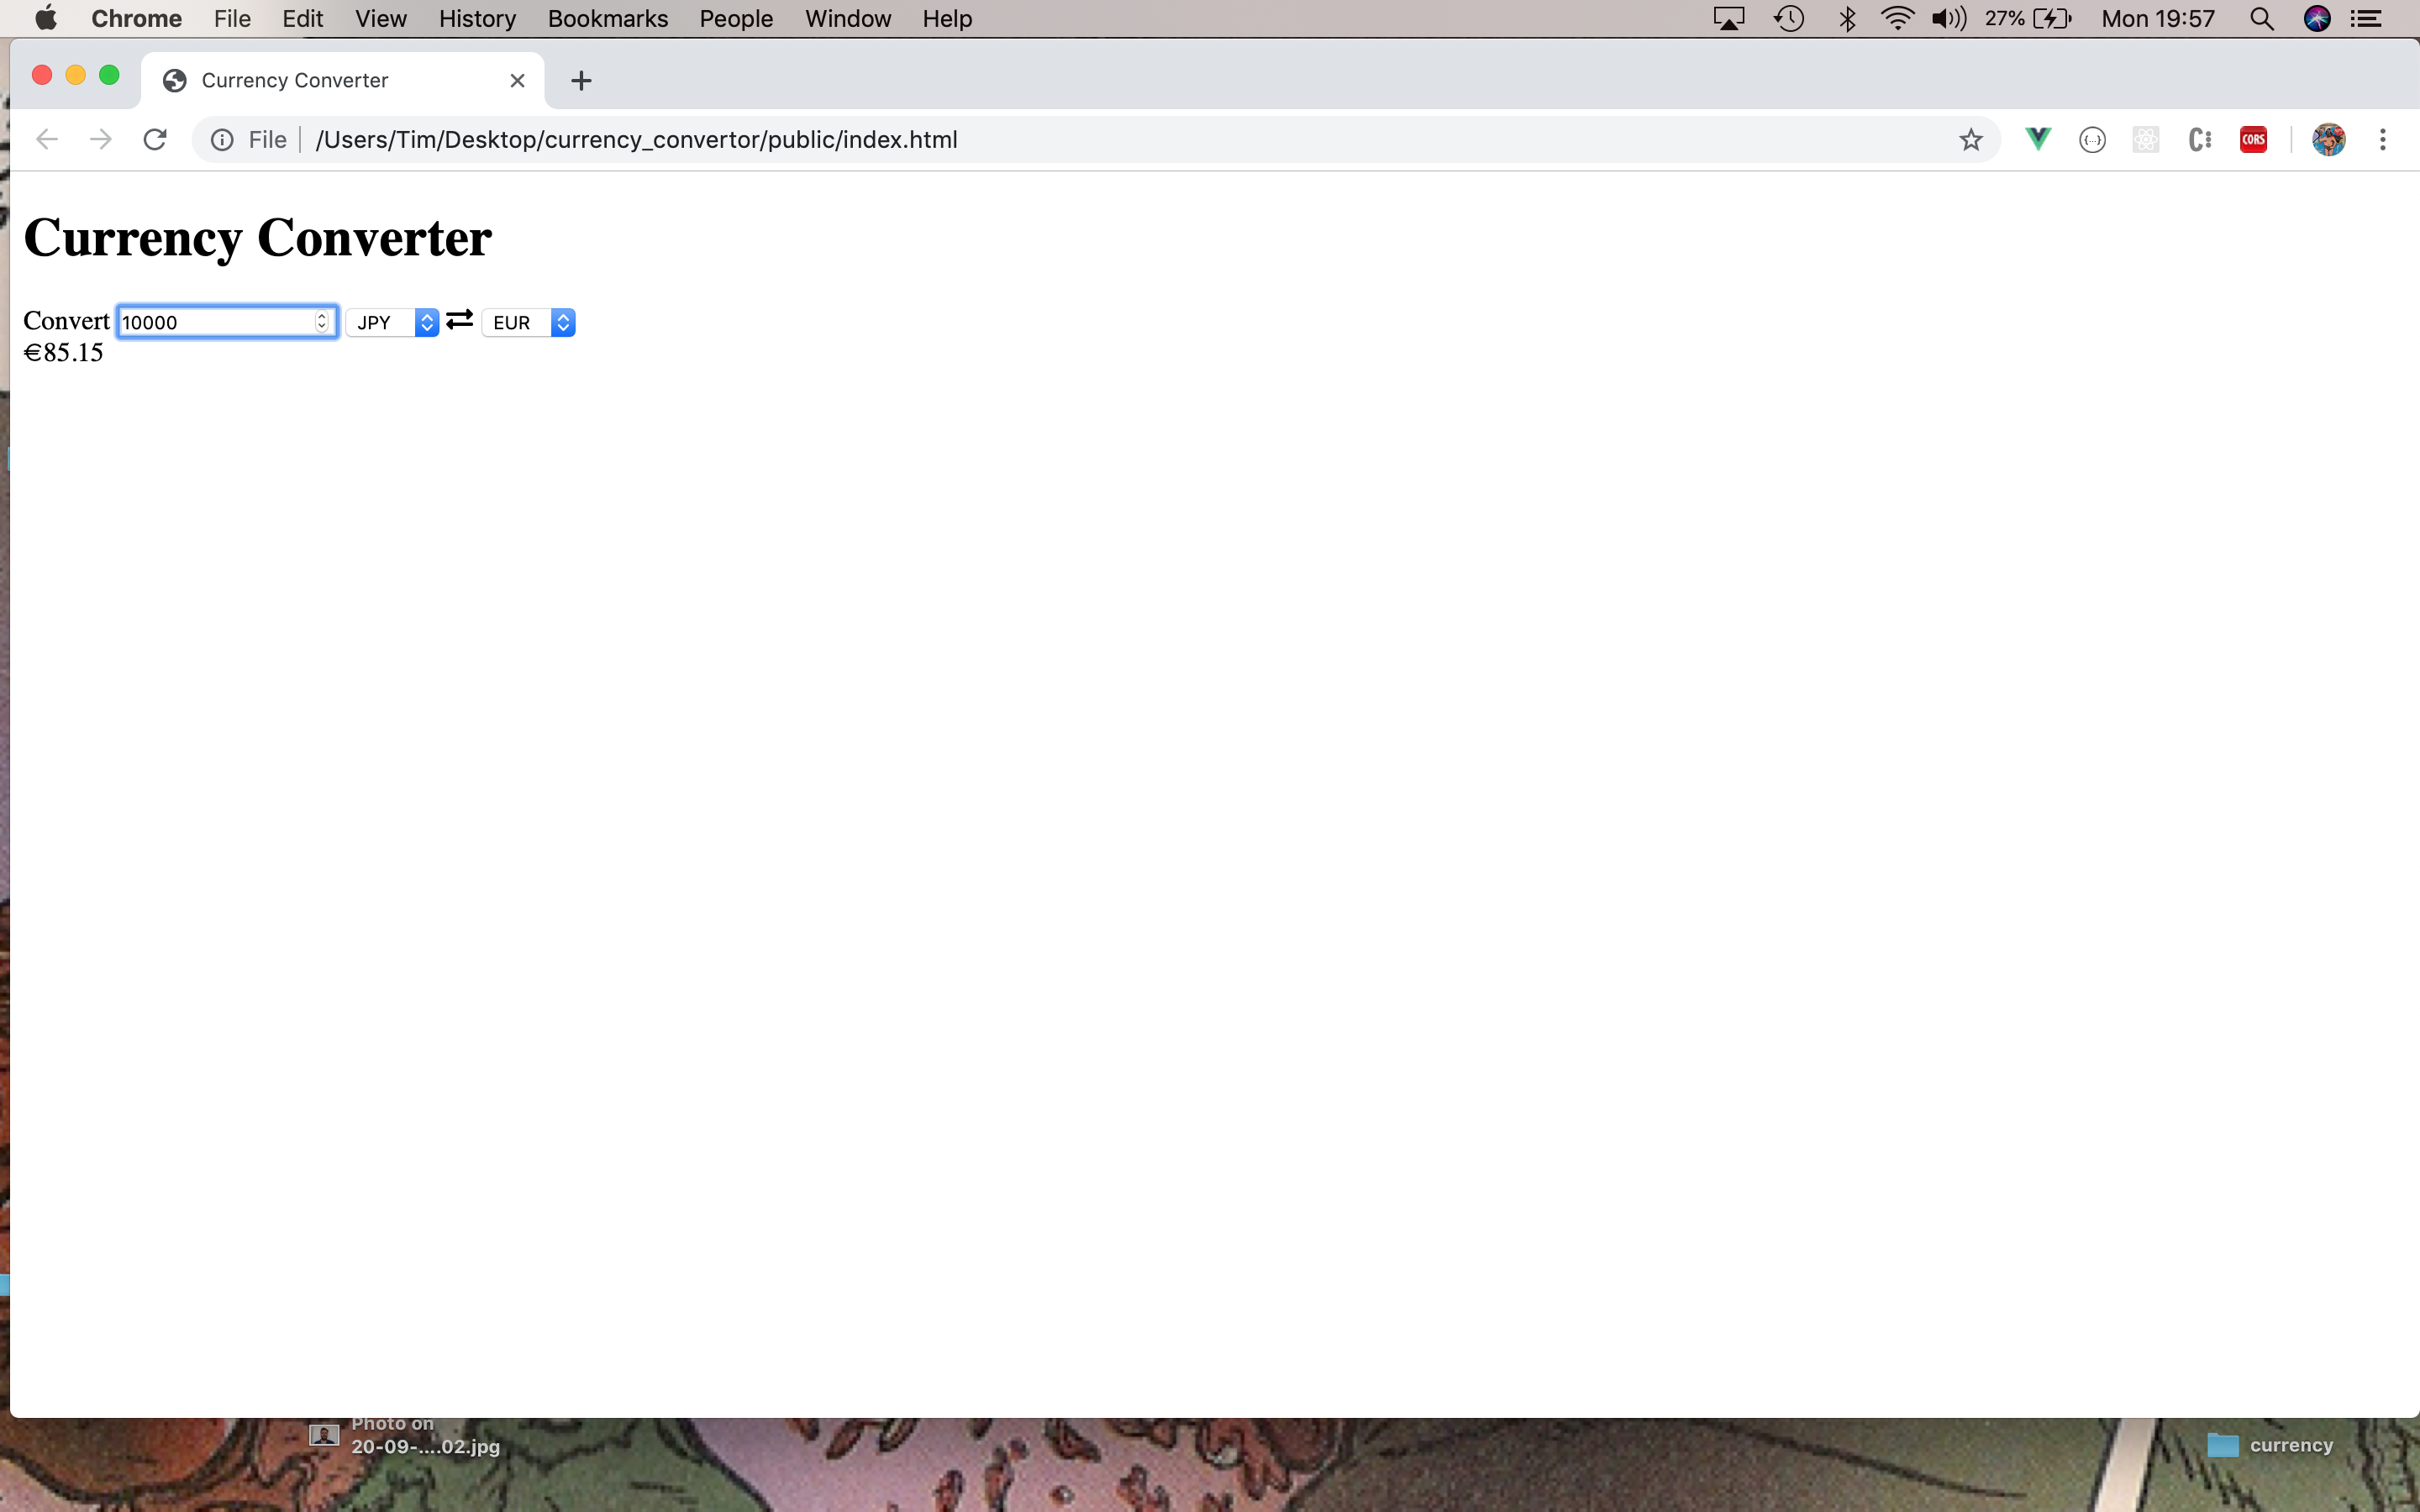 Chrome File Edit View History Bookmarks People Window Help 27% Mon 19:57
Currency Converter
File /Users/Tim/Desktop/currency_convertor/public/index.html CORS
Currency Converter
Convert 10000 JPY EUR
€85.15
Photo on
20-09-....02.jpg
currency